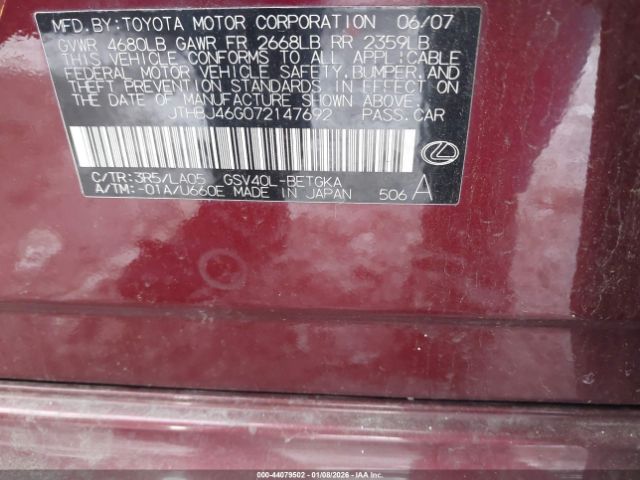 MFD.BY:TOYOTA MOTOR CORPORATION 06/07
GVWR 4680LB GAWR FR 2668LB RR 2359LB
THIS VEHICLE CONFORMS TO ALL APPLICABLE
FEDERAL MOTOR VEHICLE SAFETY, BUMPER, AND
THEFT PREVENTION STANDARDS IN EFFECT ON
THE DATE OF MANUFACTURE SHOWN ABOVE.
JTHBJ46G072147692 PASS.CAR
C/TR:3R5/LA05 GSV40L-BETGKA
A/TM:-01A/U660E MADE IN JAPAN 506 A
000-44079502 01/08/2026 - IAAI.COM